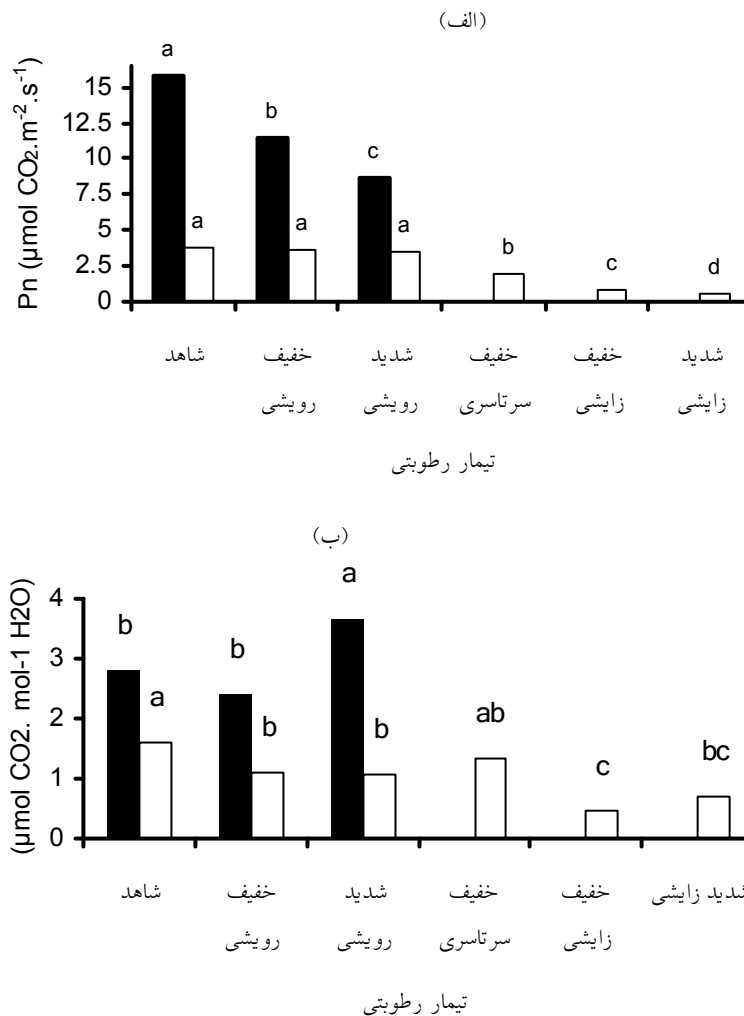 (الف)
Pn (µmol CO₂.m⁻².s⁻¹)
15
12.5
10
7.5
5
2.5
0
a
b
c
a
a
a
b
c
d
شاهد
خفیف رویشی
شدید رویشی
خفیف سرتاسری
خفیف زایشی
شدید زایشی
تیمار رطوبتی
(ب)
(µmol CO2. mol-1 H2O)
4
3
2
1
0
b
b
a
a
b
b
ab
c
bc
شاهد
خفیف رویشی
شدید رویشی
خفیف سرتاسری
خفیف زایشی
شدید زایشی
تیمار رطوبتی